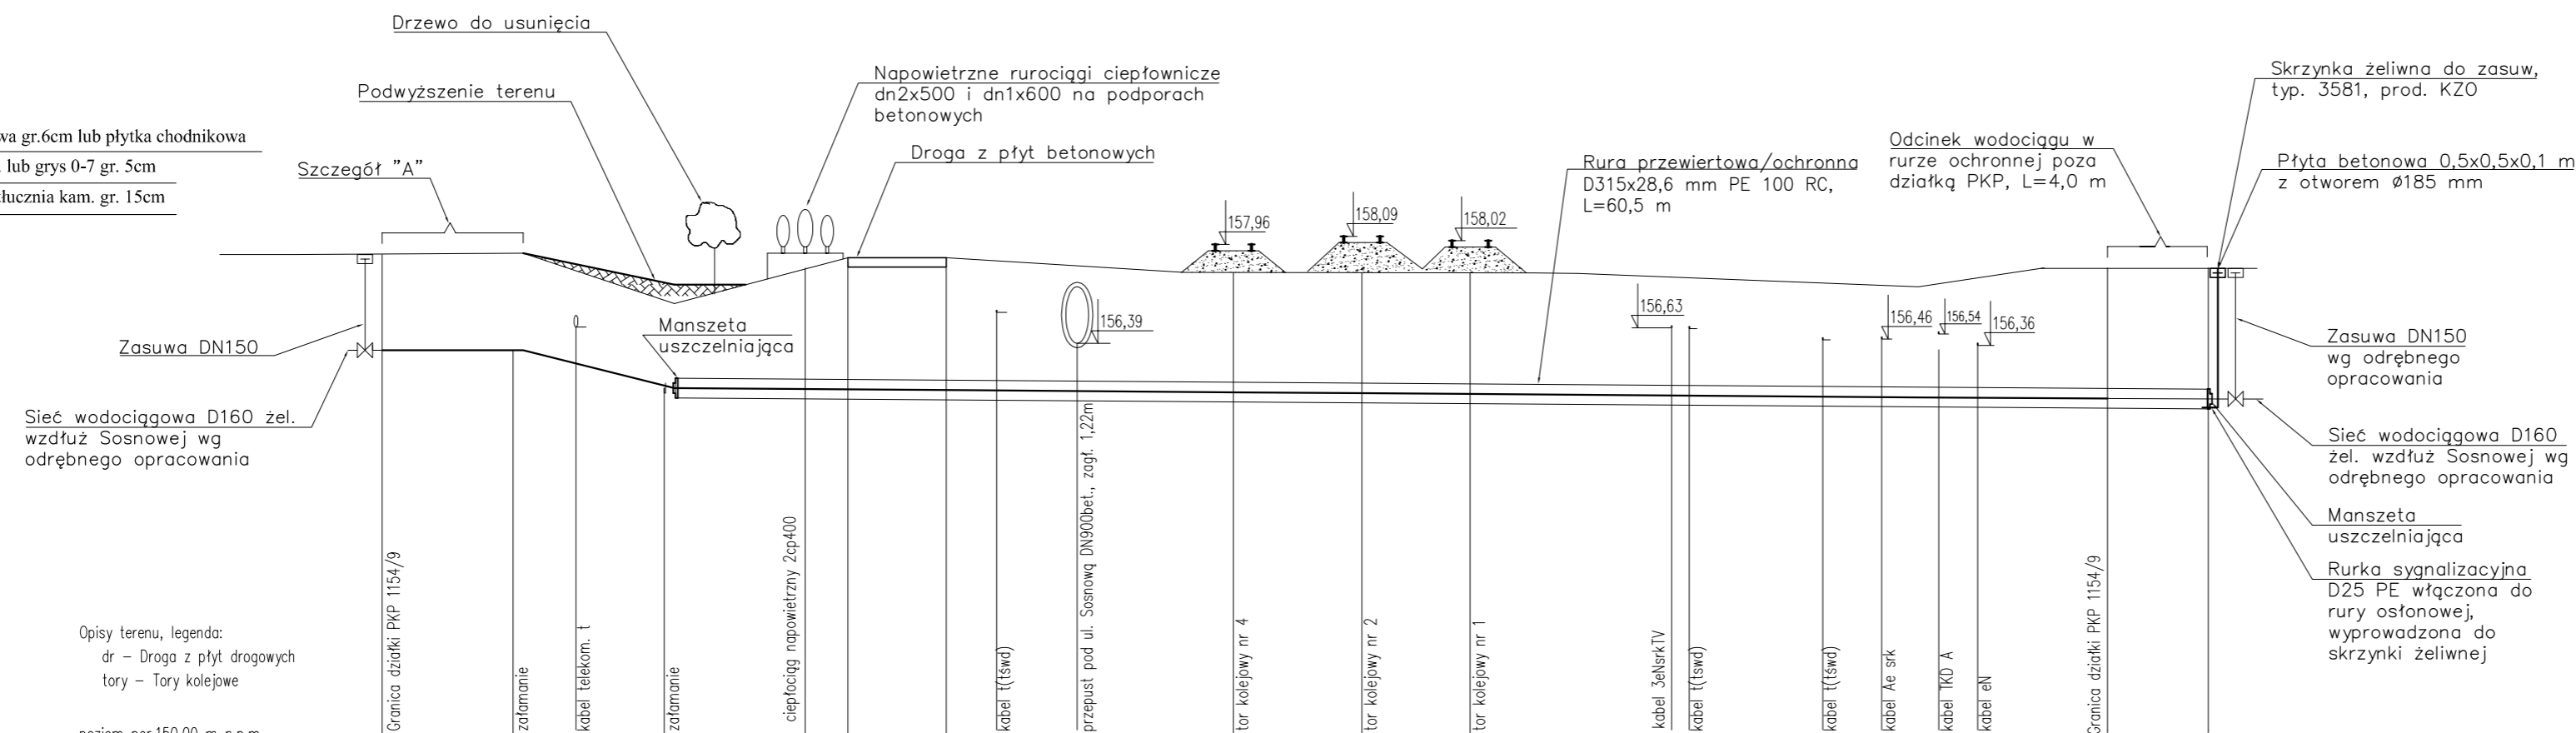 Drzewo do usunięcia
Podwyższenie terenu
gr.6cm lub płytka chodnikowa
lub grys 0-7 gr. 5cm
kam. gr. 15cm
Szczegół "A"
Napowietrzne rurociągi ciepłownicze
dn2x500 i dn1x600 na podporach
betonowych
Droga z płyt betonowych
Rura przewiertowa/ochronna
D315x28,6 mm PE 100 RC,
L=60,5 m
Odcinek wodociągu w
rurze ochronnej poza
działką PKP, L=4,0 m
Skrzynka żeliwna do zasuw,
typ. 3581, prod. KZO
Płyta betonowa 0,5x0,5x0,1 m
z otworem ø185 mm
157,96
158,09
158,02
156,39
156,63
156,46
156,54
156,36
Zasuwa DN150
Manszeta
uszczelniająca
Zasuwa DN150
wg odrębnego
opracowania
Sieć wodociągowa D160 żel.
wzdłuż Sosnowej wg
odrębnego opracowania
Sieć wodociągowa D160
żel. wzdłuż Sosnowej wg
odrębnego opracowania
Manszeta
uszczelniająca
Rurka sygnalizacyjna
D25 PE włączona do
rury osłonowej,
wyprowadzona do
skrzynki żeliwnej
Opisy terenu, legenda:
dr – Droga z płyt drogowych
tory – Tory kolejowe
Granica działki PKP 1154/9
załamanie
kabel telekom. t
załamanie
ciepłociąg napowietrzny 2cp400
kabel t(tśwd)
przepust pod ul. Sosnową DN900bet., zagł. 1,22m
tor kolejowy nr 4
tor kolejowy nr 2
tor kolejowy nr 1
kabel 3eNsrkTV
kabel t(tswd)
kabel t(tśwd)
kabel Ae srk
kabel TKD A
kabel eN
Granica działki PKP 1154/9